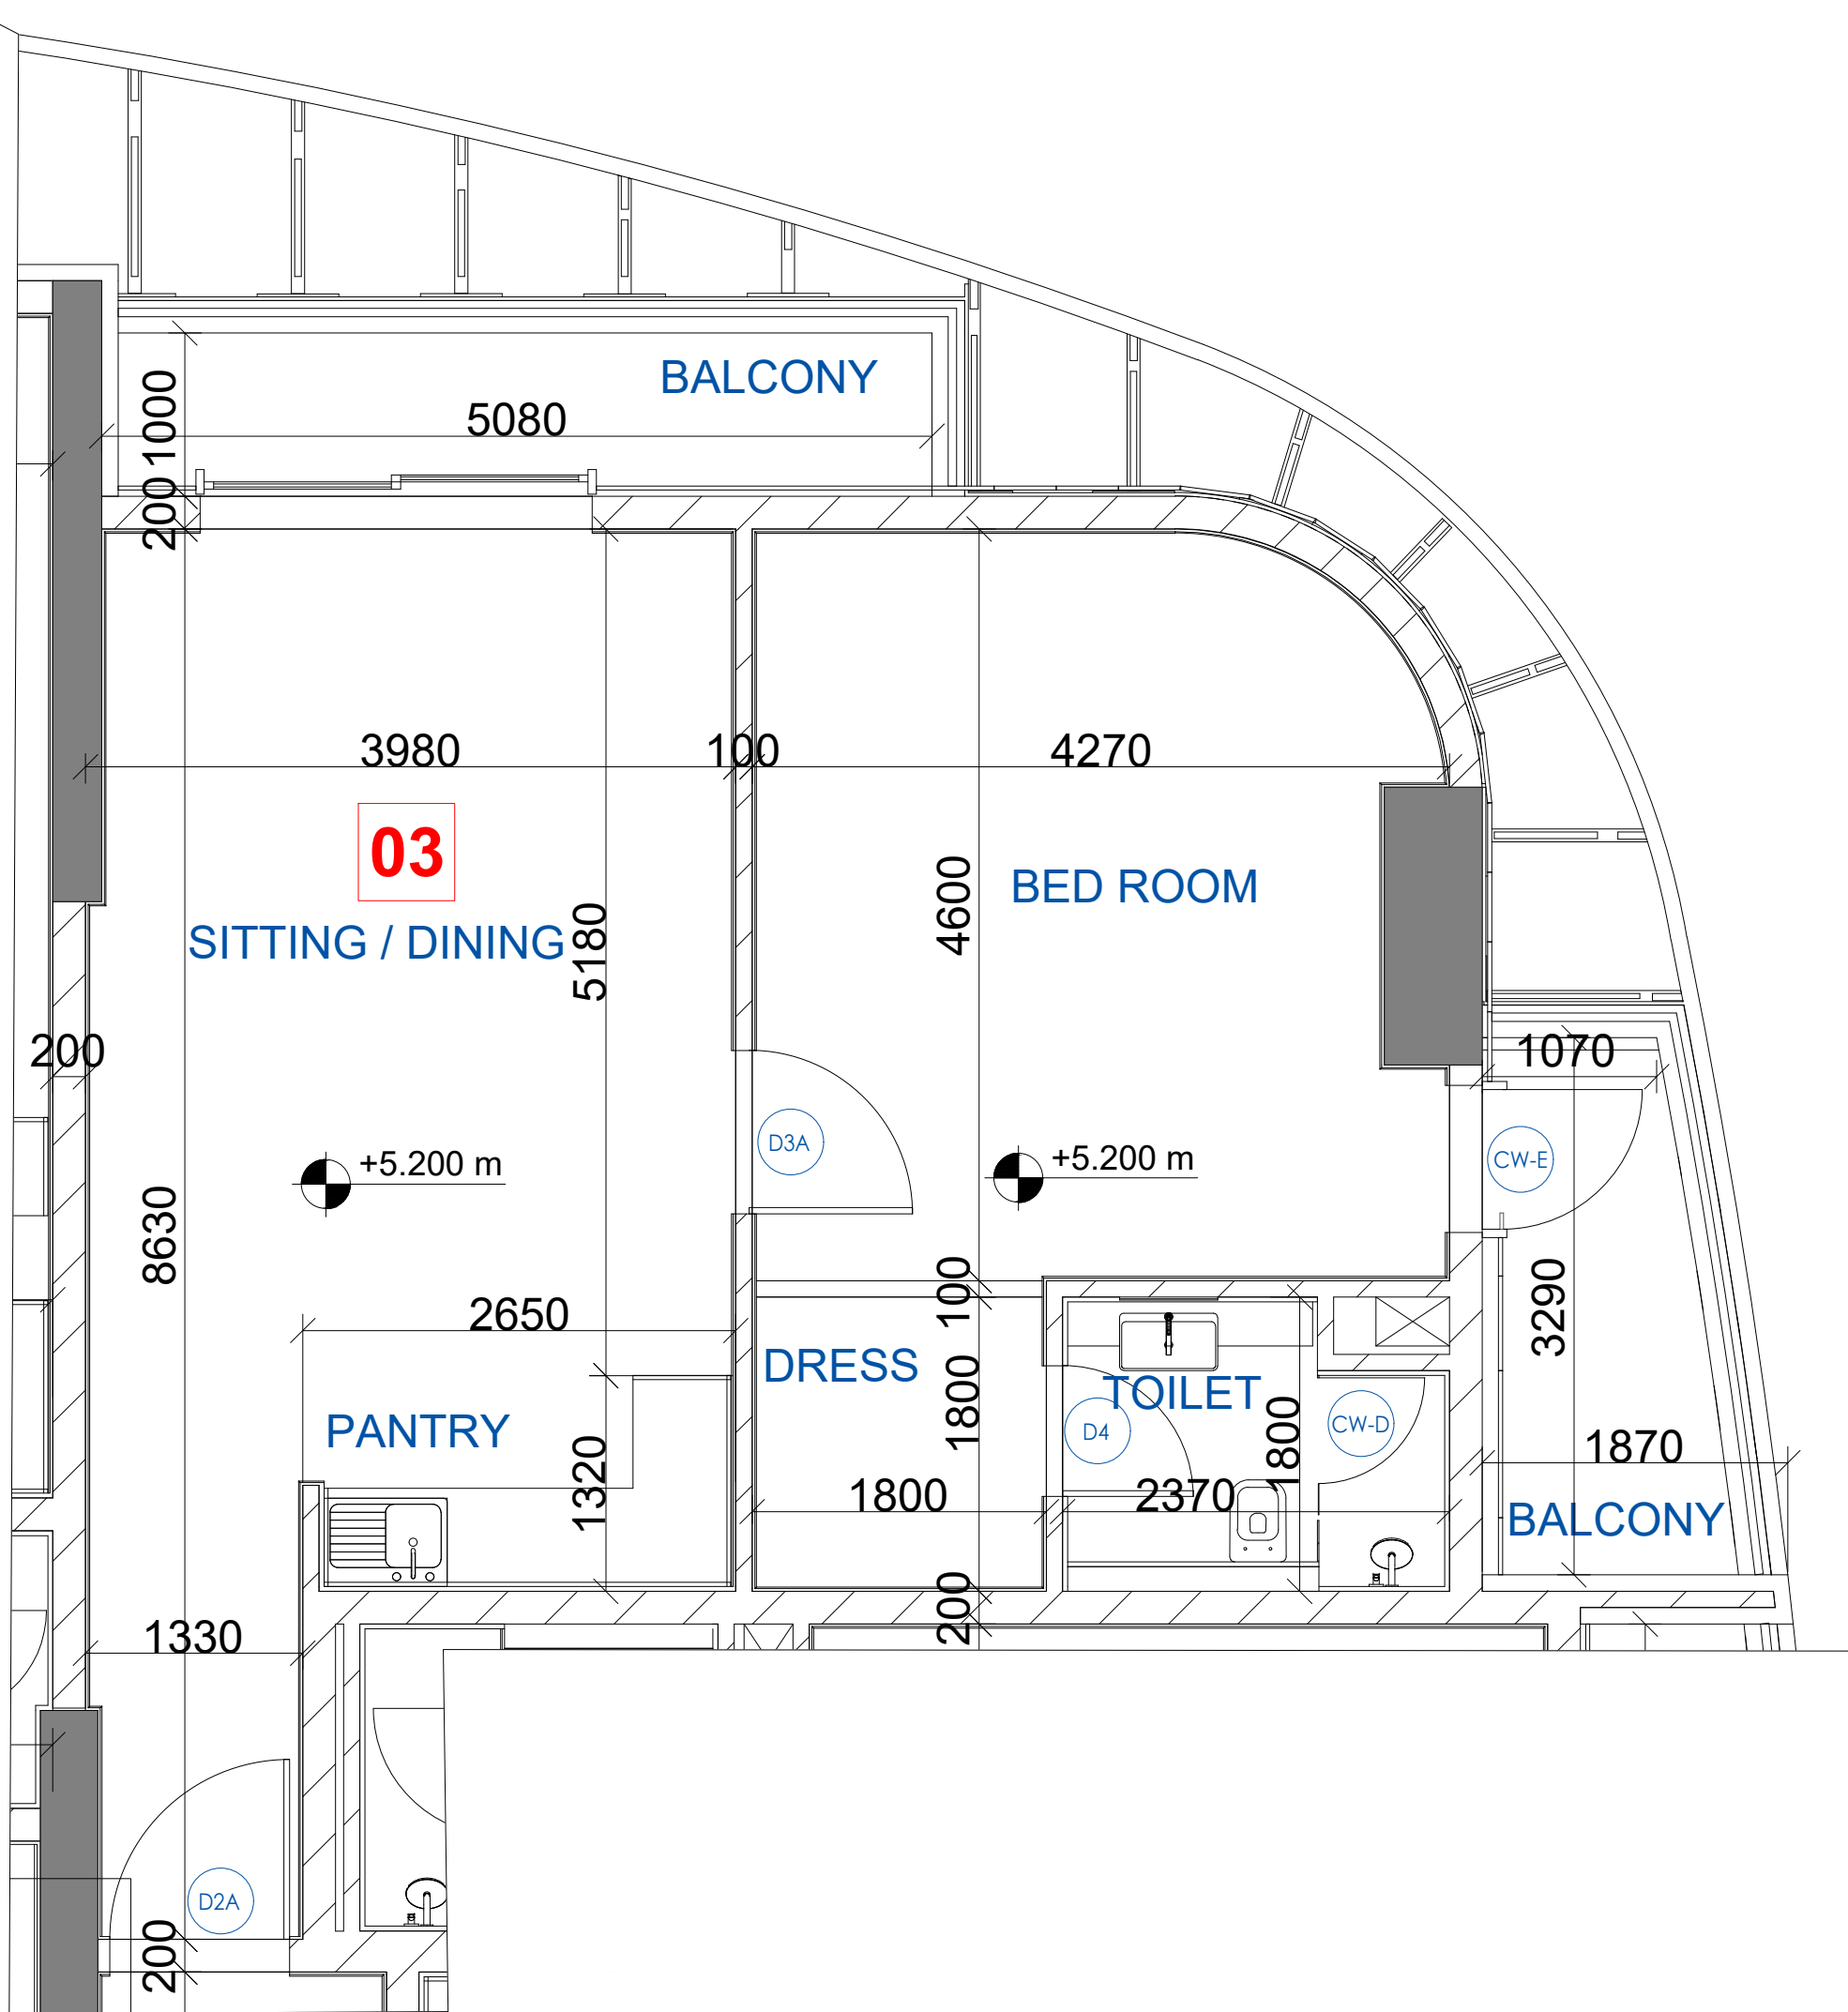 BALCONY
5080
1000
200
3980
100
4270
03
BED ROOM
4600
SITTING / DINING
5180
200
1070
D3A
+5.200 m
+5.200 m
CW-E
8630
100
3290
2650
DRESS
1800
TOILET
PANTRY
D4
CW-D
1800
1320
1870
1800
2370
BALCONY
200
1330
D2A
200